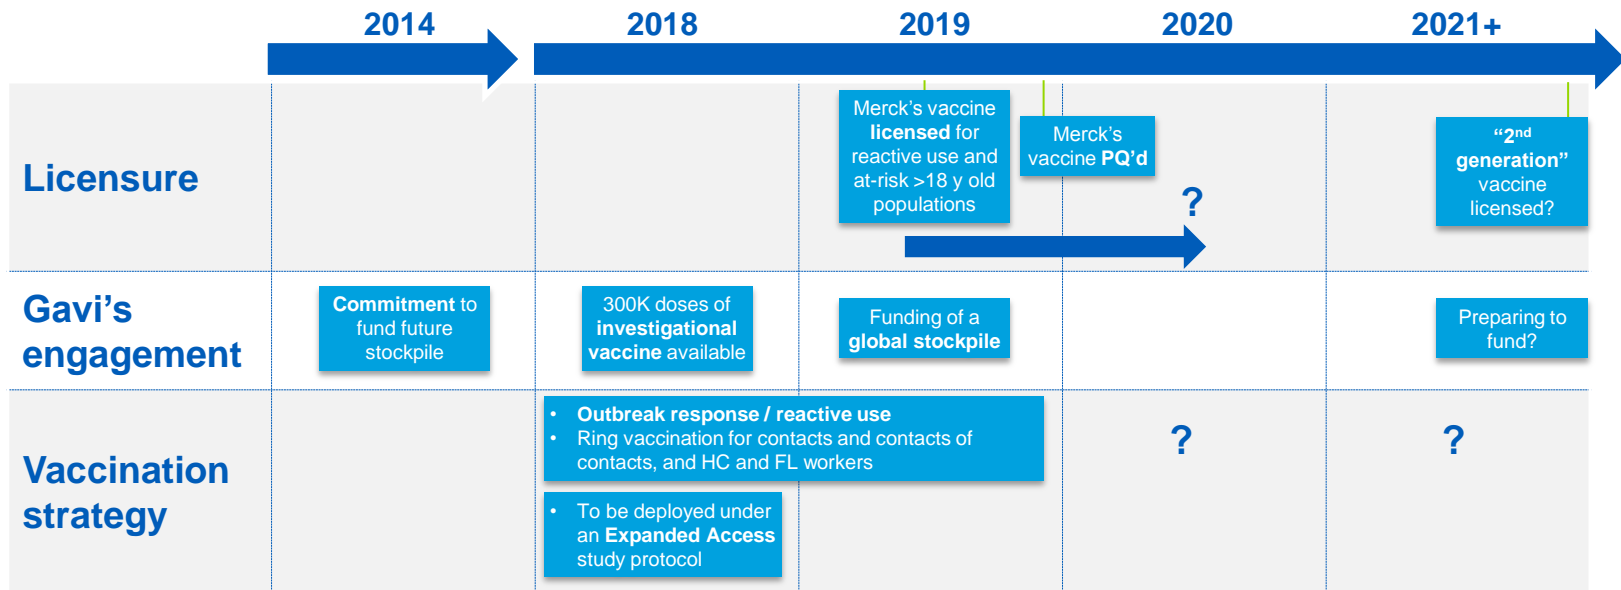 2014 2018 2019 2020 2021+
Licensure
Merck’s vaccine
licensed for
reactive use and
at-risk >18 y old
populations
Merck’s
vaccine PQ’d
?
“2nd
generation”
vaccine
licensed?
Gavi’s
engagement
Commitment to
fund future
stockpile
300K doses of
investigational
vaccine available
Funding of a
global stockpile
Preparing to
fund?
Vaccination
strategy
• Outbreak response / reactive use
• Ring vaccination for contacts and contacts of
contacts, and HC and FL workers
• To be deployed under
an Expanded Access
study protocol
?
?